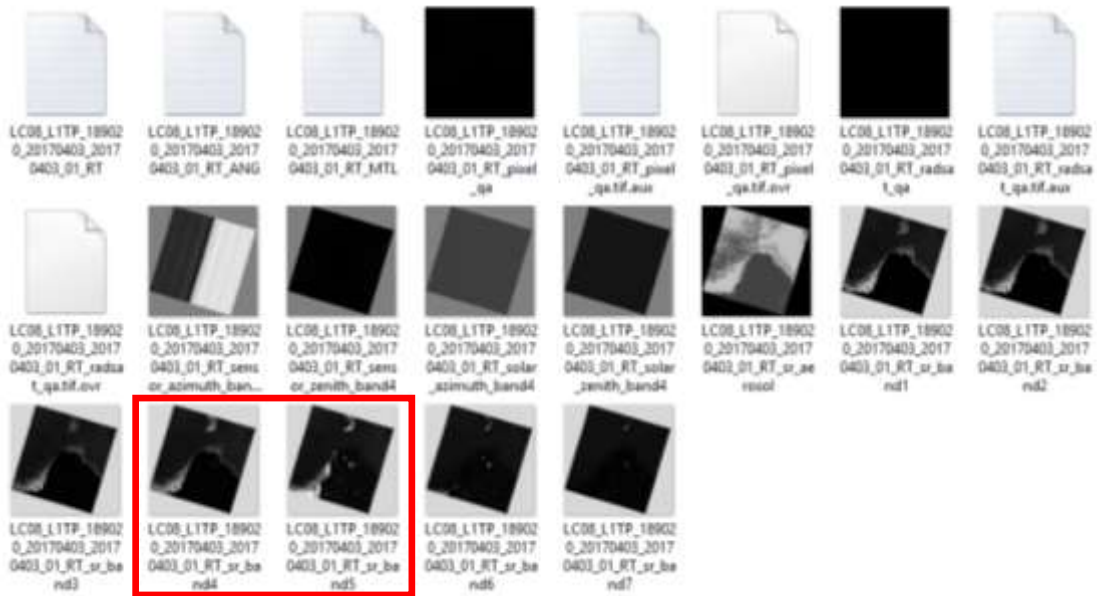 LC08_L1TP_18902
0_20170403_2017
0403_01_RT
LC08_L1TP_18902
0_20170403_2017
0403_01_RT_ANG
LC08_L1TP_18902
0_20170403_2017
0403_01_RT_MTL
LC08_L1TP_18902
0_20170403_2017
0403_01_RT_pixel
_qa
LC08_L1TP_18902
0_20170403_2017
0403_01_RT_pixel
_qa.tif.aux
LC08_L1TP_18902
0_20170403_2017
0403_01_RT_pixel
_qa.tif.ovr
LC08_L1TP_18902
0_20170403_2017
0403_01_RT_radsa
t_qa
LC08_L1TP_18902
0_20170403_2017
0403_01_RT_radsa
t_qa.tif.aux
LC08_L1TP_18902
0_20170403_2017
0403_01_RT_radsa
t_qa.tif.ovr
LC08_L1TP_18902
0_20170403_2017
0403_01_RT_sens
or_azimuth_ban...
LC08_L1TP_18902
0_20170403_2017
0403_01_RT_sens
or_zenith_band4
LC08_L1TP_18902
0_20170403_2017
0403_01_RT_solar
_azimuth_band4
LC08_L1TP_18902
0_20170403_2017
0403_01_RT_solar
_zenith_band4
LC08_L1TP_18902
0_20170403_2017
0403_01_RT_sr_ae
rosol
LC08_L1TP_18902
0_20170403_2017
0403_01_RT_sr_ba
nd1
LC08_L1TP_18902
0_20170403_2017
0403_01_RT_sr_ba
nd2
LC08_L1TP_18902
0_20170403_2017
0403_01_RT_sr_ba
nd3
LC08_L1TP_18902
0_20170403_2017
0403_01_RT_sr_ba
nd4
LC08_L1TP_18902
0_20170403_2017
0403_01_RT_sr_ba
nd5
LC08_L1TP_18902
0_20170403_2017
0403_01_RT_sr_ba
nd6
LC08_L1TP_18902
0_20170403_2017
0403_01_RT_sr_ba
nd7